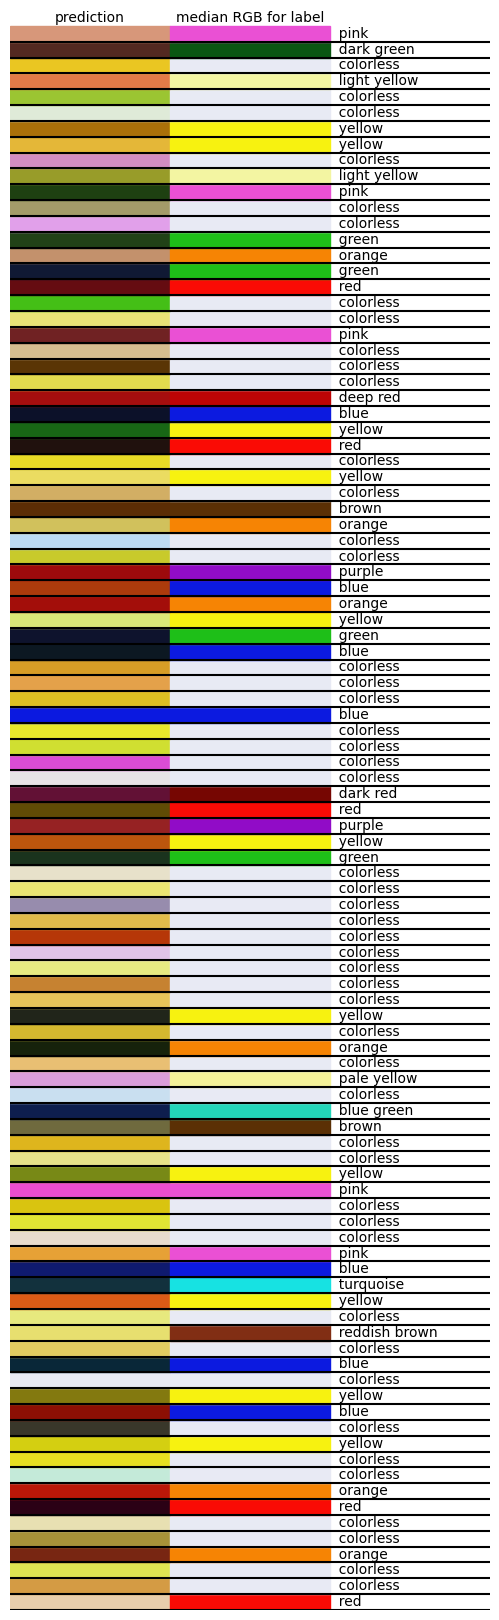 prediction median RGB for label
pink
dark green
colorless
light yellow
colorless
colorless
yellow
yellow
colorless
light yellow
pink
colorless
colorless
green
orange
green
red
colorless
colorless
pink
colorless
colorless
colorless
deep red
blue
yellow
red
colorless
yellow
colorless
brown
orange
colorless
colorless
purple
blue
orange
yellow
green
blue
colorless
colorless
colorless
blue
colorless
colorless
colorless
colorless
dark red
red
purple
yellow
green
colorless
colorless
colorless
colorless
colorless
colorless
colorless
colorless
colorless
yellow
colorless
orange
colorless
pale yellow
colorless
blue green
brown
colorless
colorless
yellow
pink
colorless
colorless
colorless
pink
blue
turquoise
yellow
colorless
reddish brown
colorless
blue
colorless
yellow
blue
colorless
yellow
colorless
colorless
orange
red
colorless
colorless
orange
colorless
colorless
red